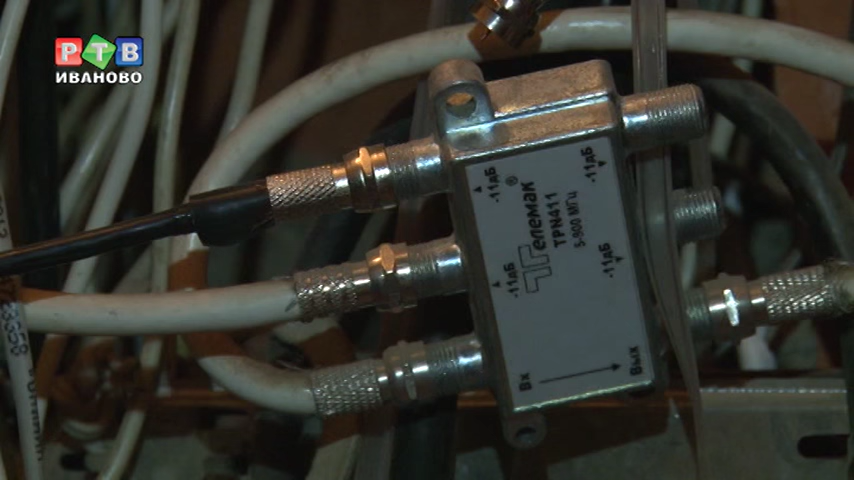 РТВ
ИВАНОВО
-11дБ
-11дБ
Телемак®
TPN411
5-900 МГц
-11дБ
-11дБ
Вх
Вых